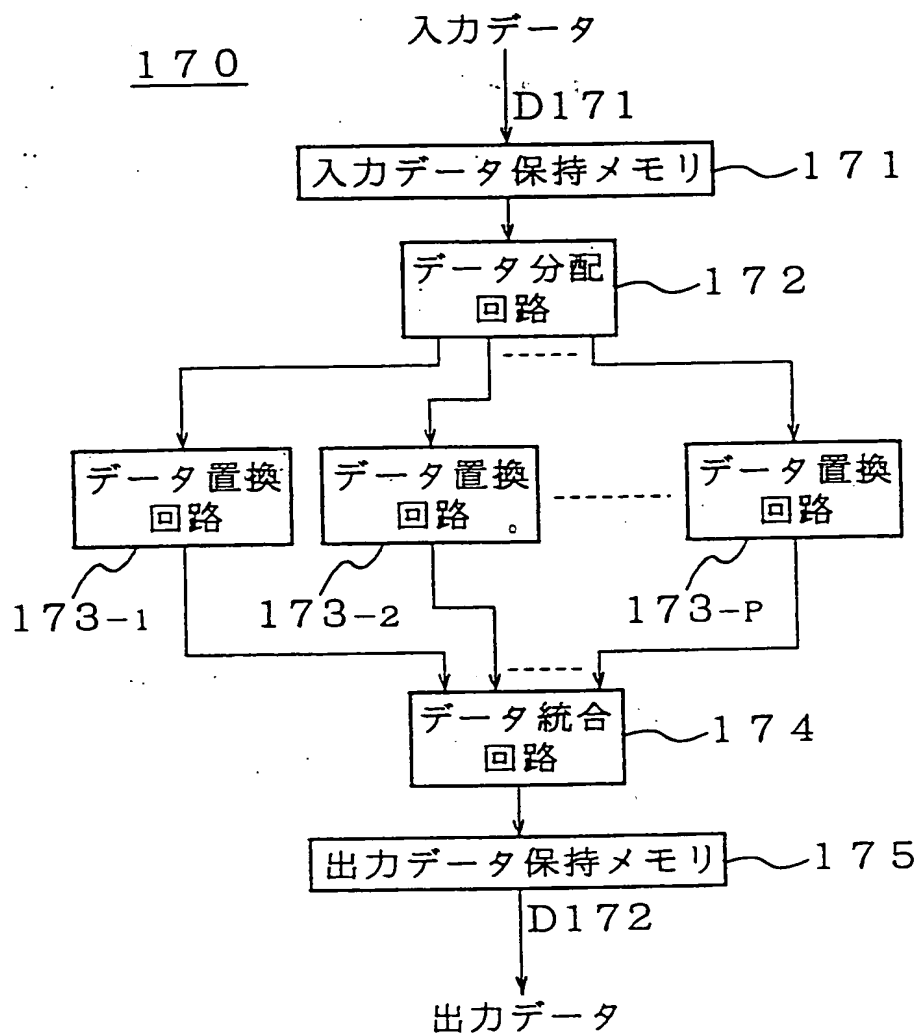 入力データ
１７０
D171
入力データ保持メモリ
１７１
データ分配
回路
１７２
データ置換
回路
データ置換
回路
データ置換
回路
173-1
173-2
173-P
データ統合
回路
１７４
出力データ保持メモリ
１７５
D172
出力データ